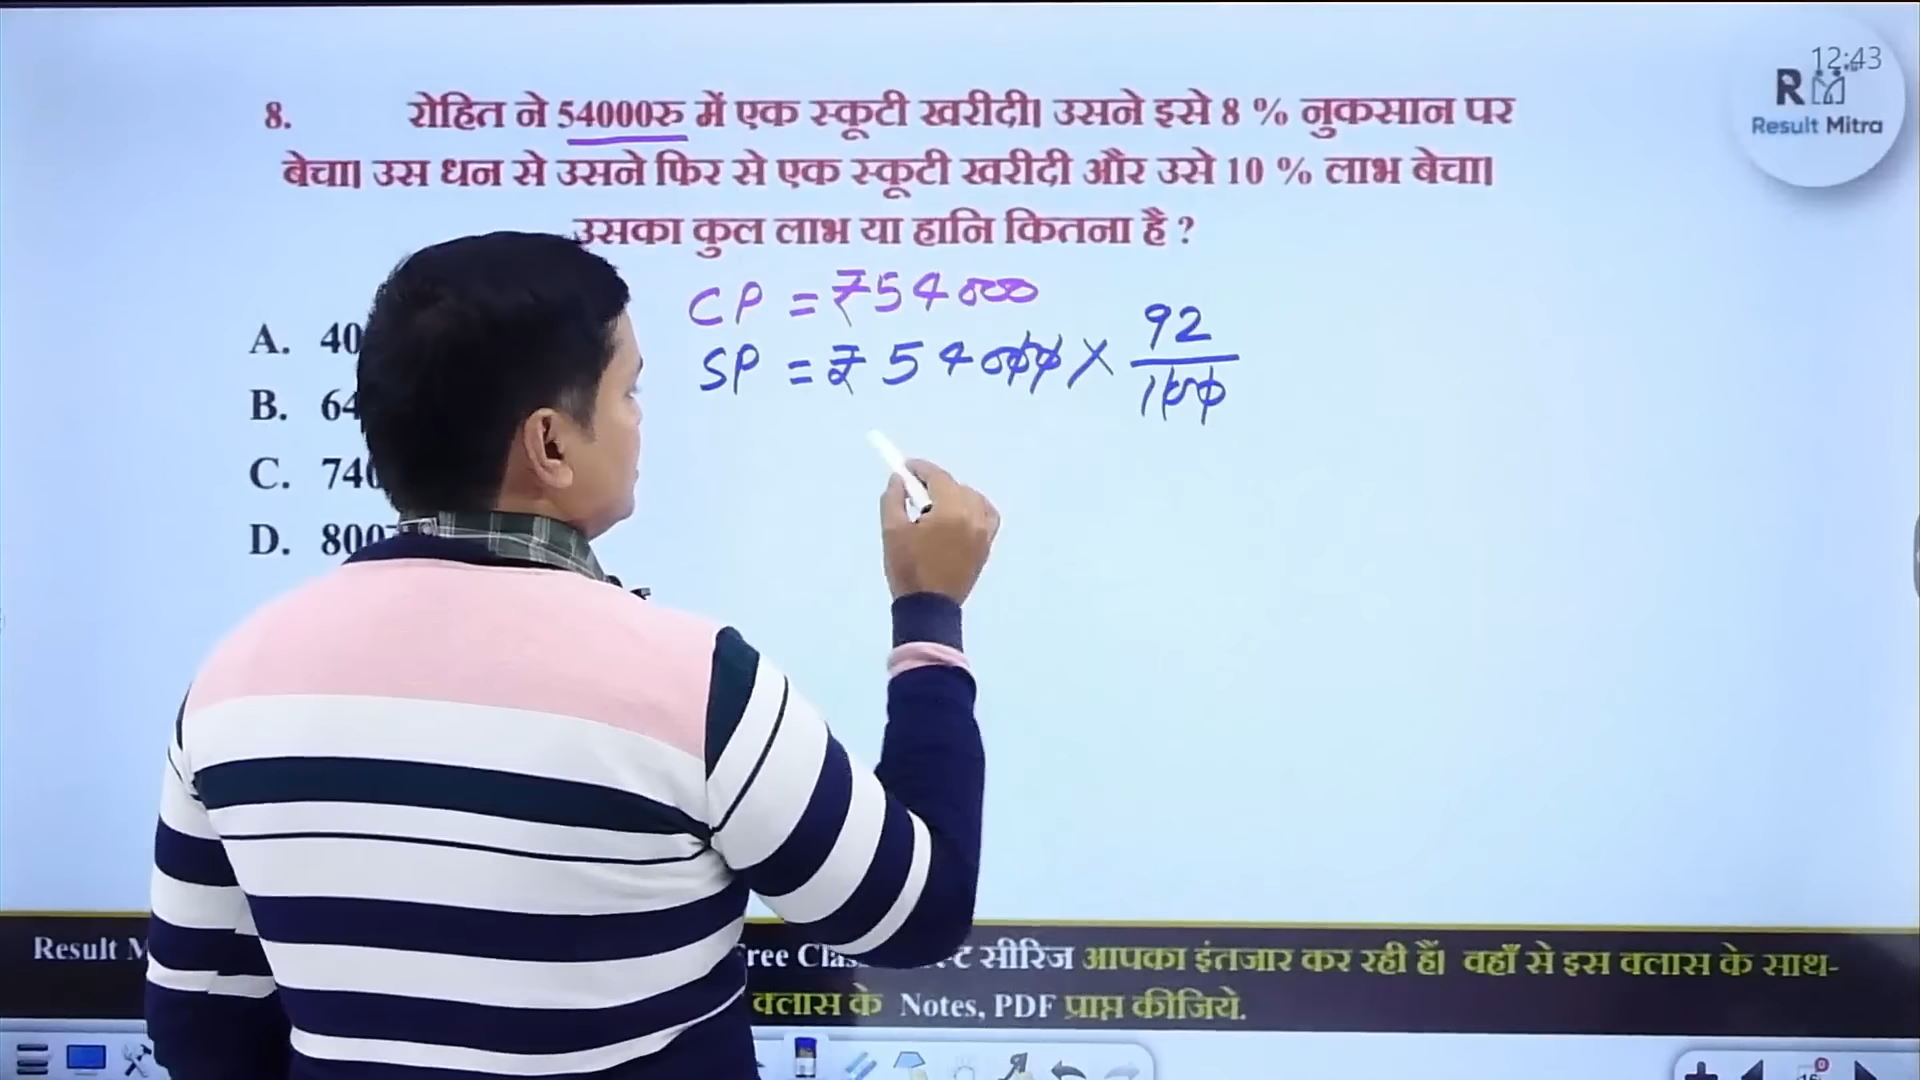 12:43
R
Result Mitra
8. रोहित ने 54000रु में एक स्कूटी खरीदी। उसने इसे 8 % नुकसान पर
बेचा। उस धन से उसने फिर से एक स्कूटी खरीदी और उसे 10 % लाभ बेचा।
उसका कुल लाभ या हानि कितना है ?
CP = ₹54000
SP = ₹54000 × 92/100
A. 40
B. 64
C. 740
D. 800
Result
Free सीरिज आपका इंतजार कर रही हैं। वहाँ से इस क्लास के साथ-
क्लास के Notes, PDF प्राप्त कीजिये.